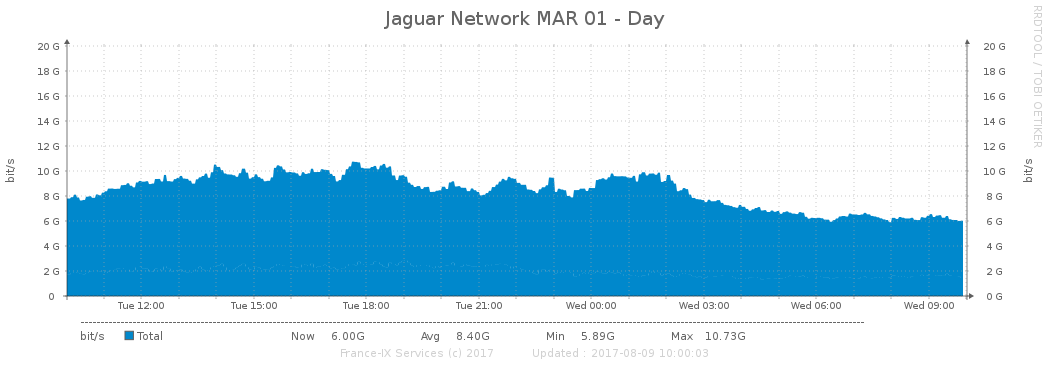 Jaguar Network MAR 01 - Day
RRDTOOL / TOBI OETIKER
bit/s
bit/s
20 G 20 G
18 G 18 G
16 G 16 G
14 G 14 G
12 G 12 G
10 G 10 G
8 G 8 G
6 G 6 G
4 G 4 G
2 G 2 G
0 0 G
Tue 12:00 Tue 15:00 Tue 18:00 Tue 21:00 Wed 00:00 Wed 03:00 Wed 06:00 Wed 09:00
bit/s Total Now 6.00G Avg 8.40G Min 5.89G Max 10.73G
France-IX Services (c) 2017 Updated : 2017-08-09 10:00:03